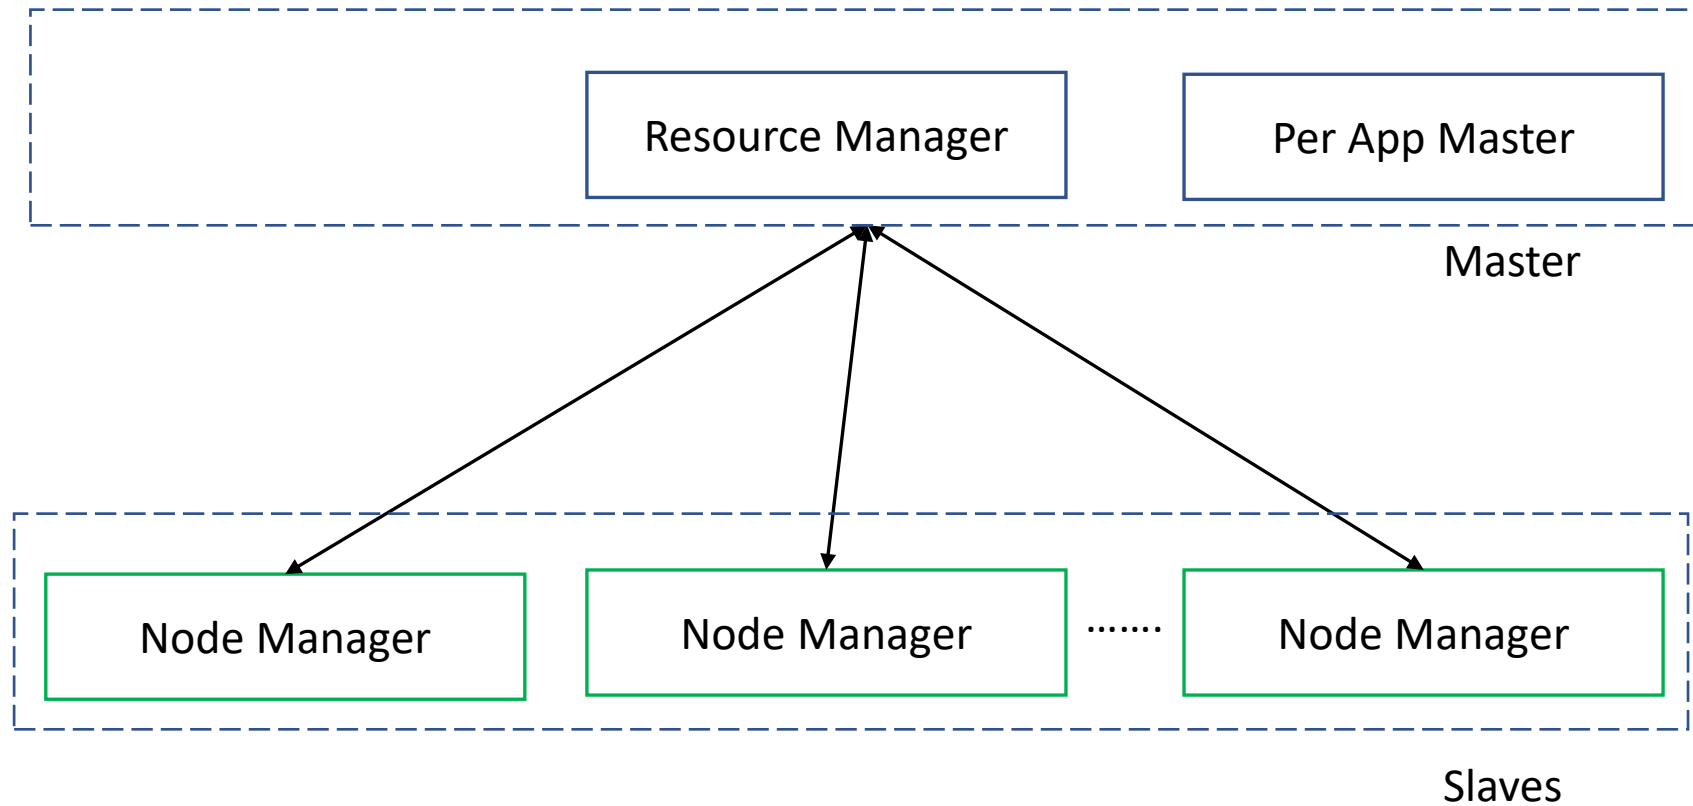 Resource Manager
Per App Master
Master
Node Manager
Node Manager
.......
Node Manager
Slaves